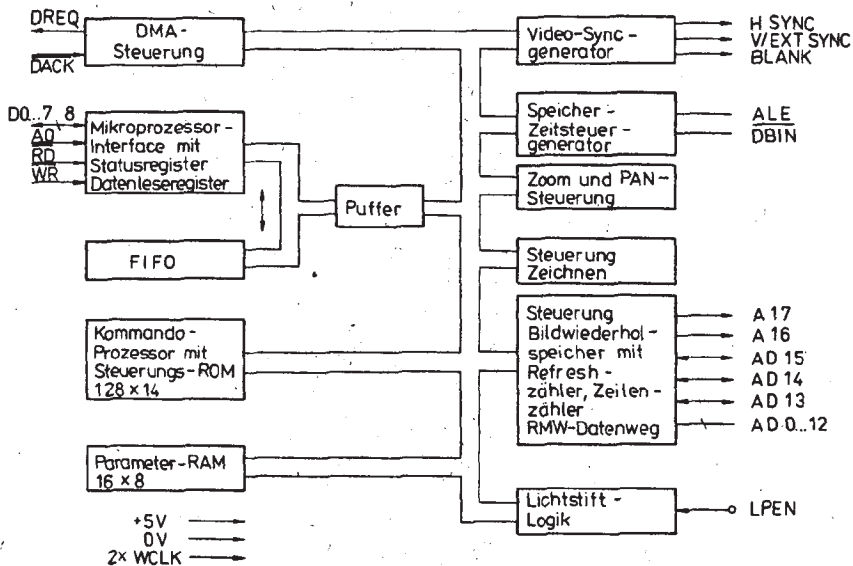 DREQ
DACK
DMA-
Steuerung
D0...7 8
A0
RD
WR
Mikroprozessor-
Interface mit
Statusregister
Datenleseregister
FIFO
Puffer
Kommando-
Prozessor mit
Steuerungs-ROM
128 × 14
Parameter-RAM
16 × 8
+5V
0V
2× WCLK
Video-Sync-
generator
H SYNC
V/EXT SYNC
BLANK
Speicher-
Zeitsteuer-
generator
ALE
DBIN
Zoom und PAN-
Steuerung
Steuerung
Zeichnen
Steuerung
Bildwiederhol-
speicher mit
Refresh-
zähler, Zeilen-
zähler
RMW-Datenweg
A 17
A 16
AD 15
AD 14
AD 13
AD 0...12
Lichtstift-
Logik
LPEN